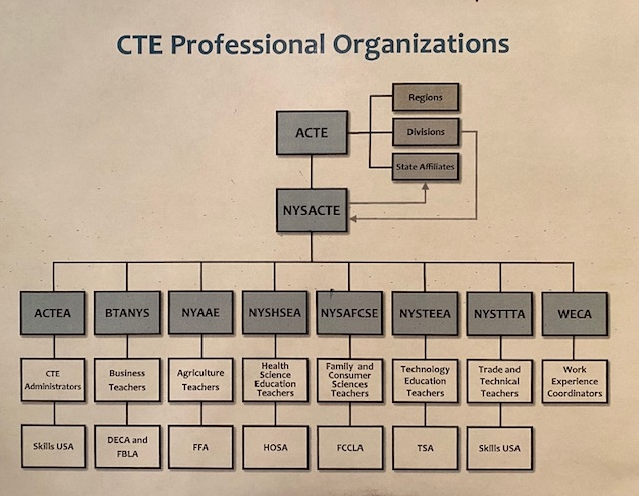 CTE Professional Organizations
Regions
ACTE
Divisions
State Affiliates
NYSACTE
ACTEA
BTANYS
NYAAE
NYSHSEA
NYSAFCSE
NYSTEEA
NYSTTTA
WECA
CTE
Administrators
Business
Teachers
Agriculture
Teachers
Health
Science
Education
Teachers
Family and
Consumer
Sciences
Teachers
Technology
Education
Teachers
Trade and
Technical
Teachers
Work
Experience
Coordinators
Skills USA
DECA and
FBLA
FFA
HOSA
FCCLA
TSA
Skills USA